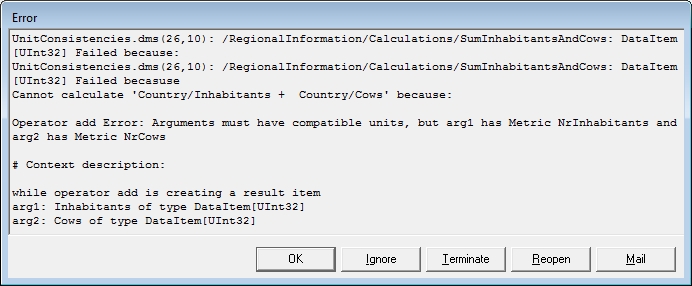 Error
UnitConsistencies.dms(26,10): /RegionalInformation/Calculations/SumInhabitantsAndCows: DataItem
[UInt32] Failed because:
UnitConsistencies.dms(26,10): /RegionalInformation/Calculations/SumInhabitantsAndCows: DataItem
[UInt32] Failed becasuse
Cannot calculate 'Country/Inhabitants +  Country/Cows' because:
Operator add Error: Arguments must have compatible units, but arg1 has Metric NrInhabitants and
arg2 has Metric NrCows
# Context description:
while operator add is creating a result item
arg1: Inhabitants of type DataItem[UInt32]
arg2: Cows of type DataItem[UInt32]
OK Ignore Terminate Reopen Mail